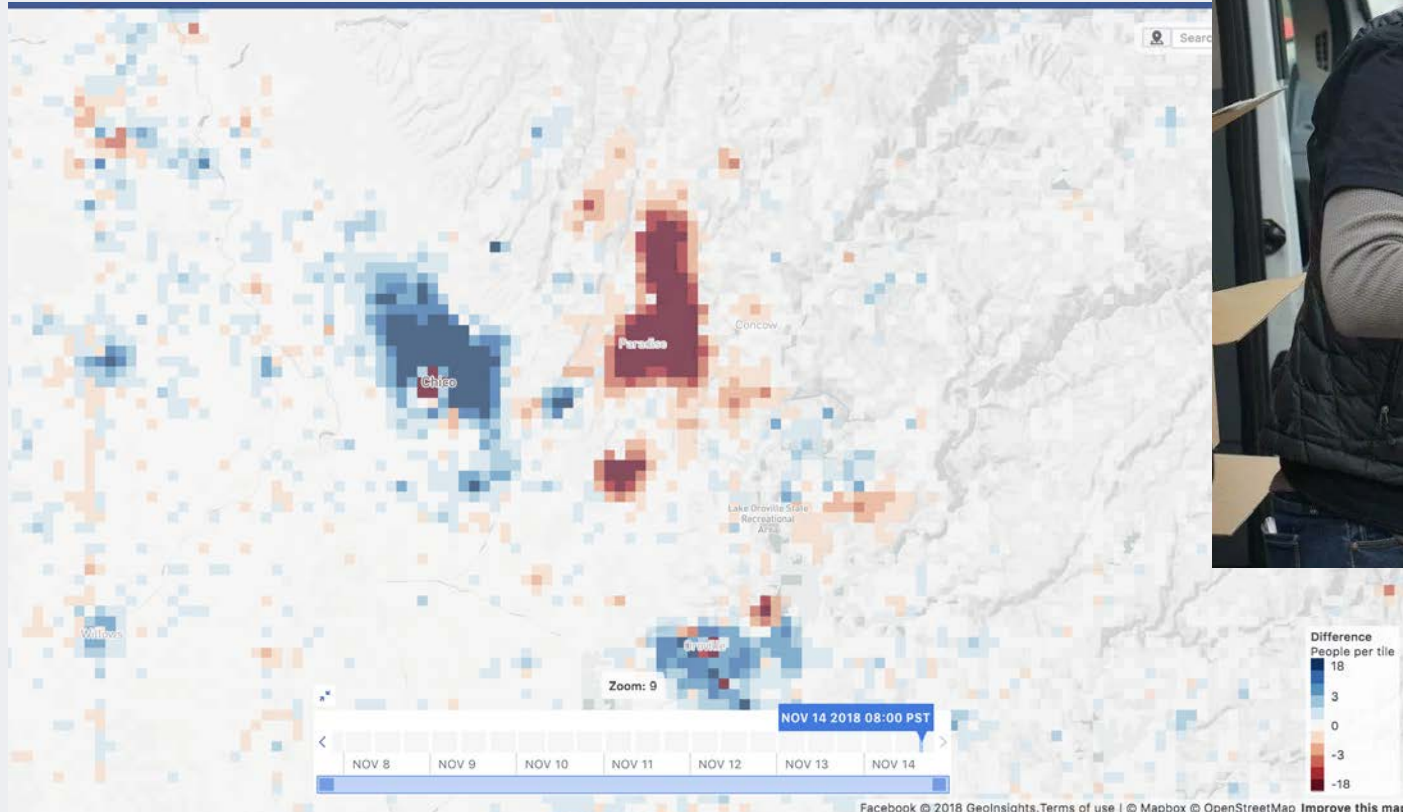 Searc
Concow
Paradise
Chico
Lake Oroville State
Recreational
Area
Willows
Oroville
Difference
People per tile
18
3
0
-3
-18
Zoom: 9
NOV 14 2018 08:00 PST
NOV 8
NOV 9
NOV 10
NOV 11
NOV 12
NOV 13
NOV 14
Facebook © 2018 GeoInsights.Terms of use | © Mapbox © OpenStreetMap Improve this map